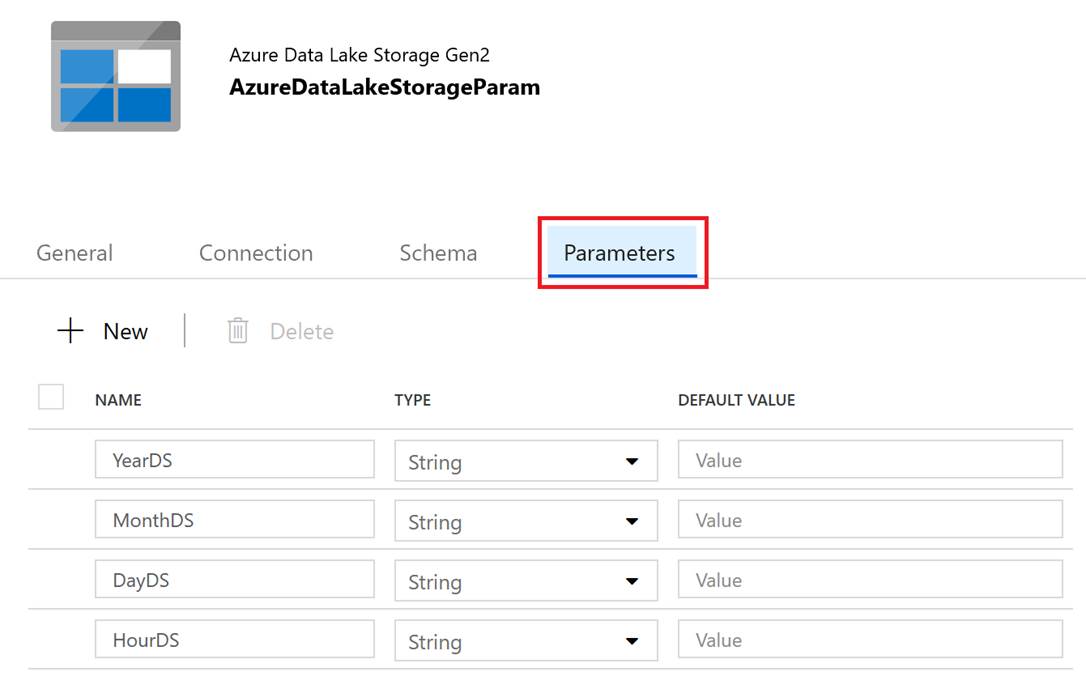 Azure Data Lake Storage Gen2
AzureDataLakeStorageParam
General Connection Schema Parameters
New Delete
NAME TYPE DEFAULT VALUE
YearDS String Value
MonthDS String Value
DayDS String Value
HourDS String Value